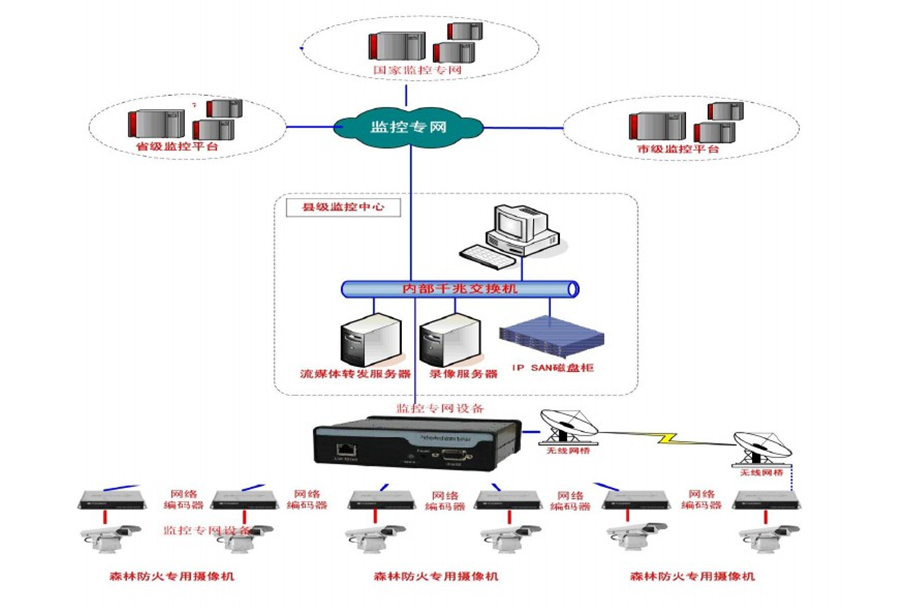 国家监控专网
监控专网
省级监控平台
市级监控平台
县级监控中心
内部千兆交换机
流媒体转发服务器
录像服务器
IP SAN磁盘柜
监控专网设备
无线网桥
无线网桥
网络
编码器
网络
编码器
网络
编码器
网络
编码器
网络
编码器
监控专网设备
森林防火专用摄像机
森林防火专用摄像机
森林防火专用摄像机